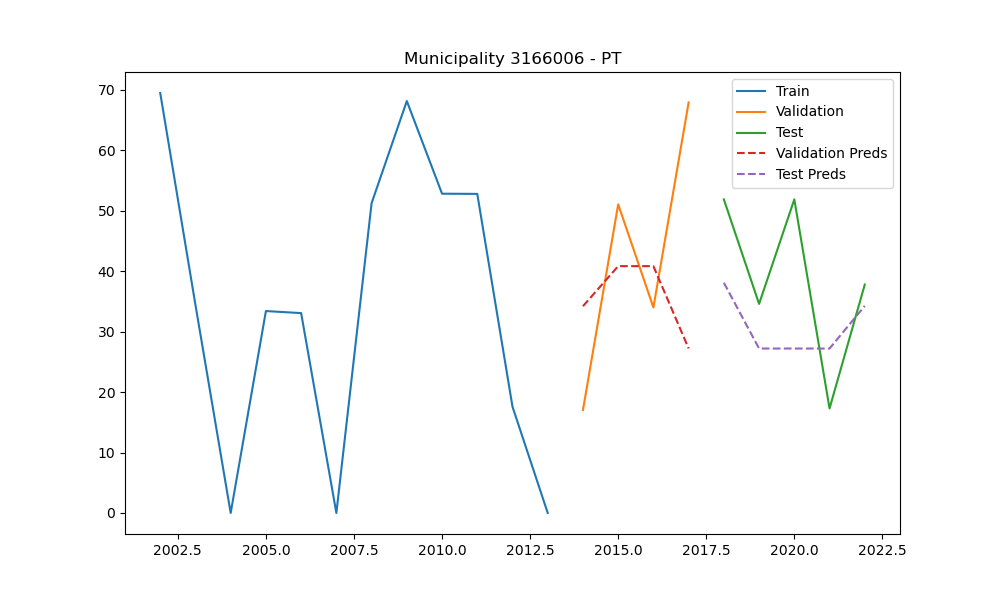 Municipality 3166006 - PT
Train
Validation
Test
Validation Preds
Test Preds
70
60
50
40
30
20
10
0
2002.5 2005.0 2007.5 2010.0 2012.5 2015.0 2017.5 2020.0 2022.5